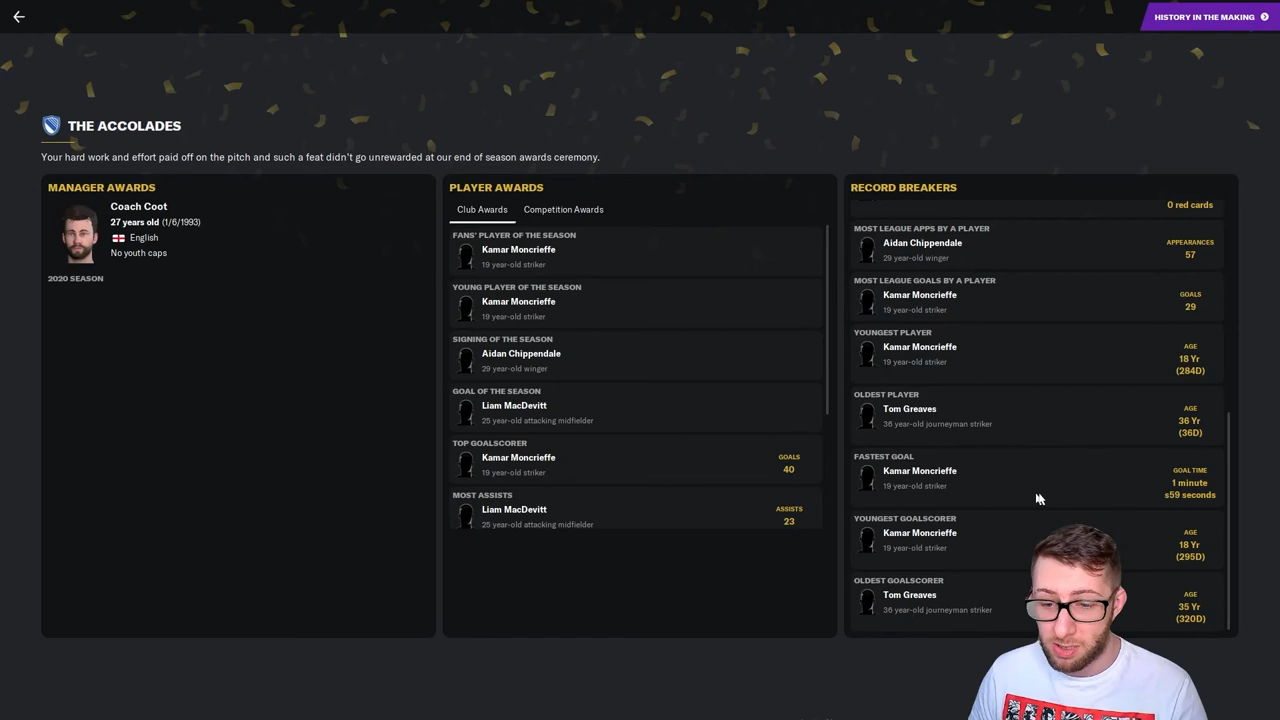 HISTORY IN THE MAKING
THE ACCOLADES
Your hard work and effort paid off on the pitch and such a feat didn't go unrewarded at our end of season awards ceremony.
MANAGER AWARDS
Coach Coot
27 years old (1/6/1993)
English
No youth caps
2020 SEASON
PLAYER AWARDS
Club Awards
Competition Awards
FANS' PLAYER OF THE SEASON
Kamar Moncrieffe
19 year-old striker
YOUNG PLAYER OF THE SEASON
Kamar Moncrieffe
19 year-old striker
SIGNING OF THE SEASON
Aidan Chippendale
29 year-old winger
GOAL OF THE SEASON
Liam MacDevitt
25 year-old attacking midfielder
TOP GOALSCORER
Kamar Moncrieffe
19 year-old striker
GOALS
40
MOST ASSISTS
Liam MacDevitt
25 year-old attacking midfielder
ASSISTS
23
RECORD BREAKERS
0 red cards
MOST LEAGUE APPS BY A PLAYER
Aidan Chippendale
29 year-old winger
APPEARANCES
57
MOST LEAGUE GOALS BY A PLAYER
Kamar Moncrieffe
19 year-old striker
GOALS
29
YOUNGEST PLAYER
Kamar Moncrieffe
19 year-old striker
AGE
18 Yr
(284D)
OLDEST PLAYER
Tom Greaves
36 year-old journeyman striker
AGE
36 Yr
(36D)
FASTEST GOAL
Kamar Moncrieffe
19 year-old striker
GOAL TIME
1 minute
s59 seconds
YOUNGEST GOALSCORER
Kamar Moncrieffe
19 year-old striker
AGE
18 Yr
(295D)
OLDEST GOALSCORER
Tom Greaves
36 year-old journeyman striker
AGE
35 Yr
(320D)